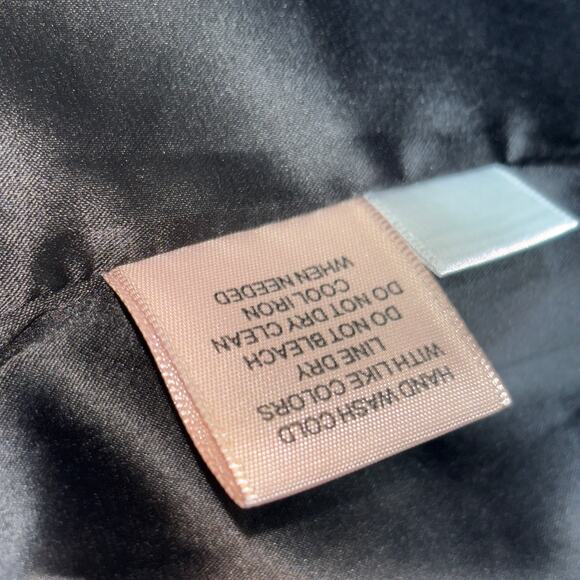 HAND WASH COLD
WITH LIKE COLORS
LINE DRY
DO NOT BLEACH
DO NOT DRY CLEAN
COOL IRON
WHEN NEEDED